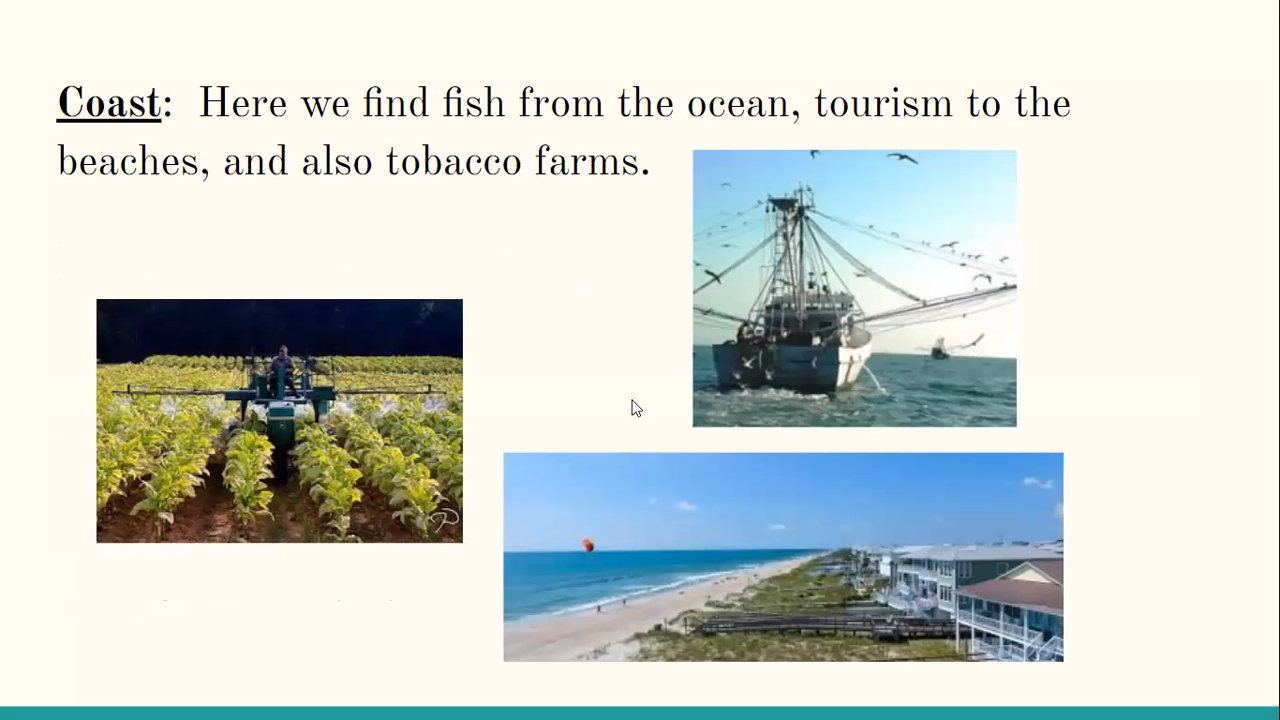 Coast:  Here we find fish from the ocean, tourism to the
beaches, and also tobacco farms.